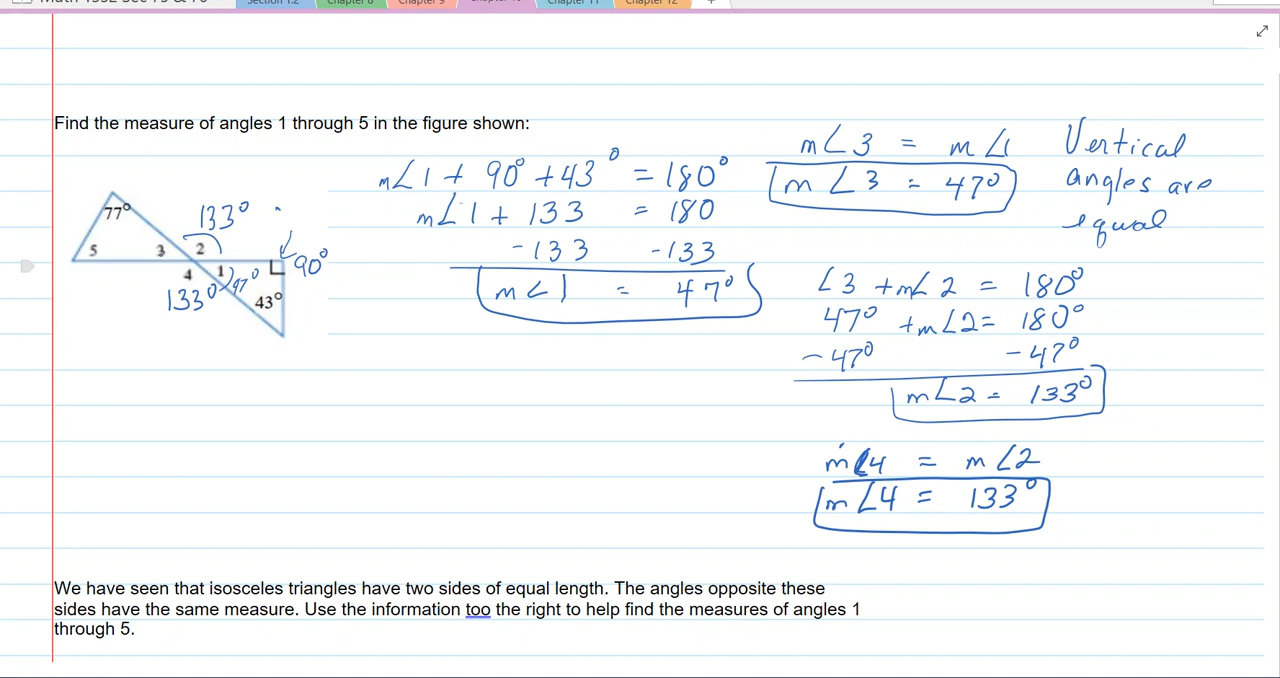 Section 1.2 Chapter 8 Chapter 9 Chapter 11 Chapter 12 +
Find the measure of angles 1 through 5 in the figure shown:
77°
133°
5 3 2
90°
4 1 47°
133°
43°
m∠1 + 90° + 43° = 180°
m∠1 + 133 = 180
-133 -133
m∠1 = 47°
m∠3 = m∠1
m∠3 = 47°
Vertical
angles are
equal
∠3 + m∠2 = 180°
47° + m∠2 = 180°
-47° -47°
m∠2 = 133°
m∠4 = m∠2
m∠4 = 133°
We have seen that isosceles triangles have two sides of equal length. The angles opposite these
sides have the same measure. Use the information too the right to help find the measures of angles 1
through 5.